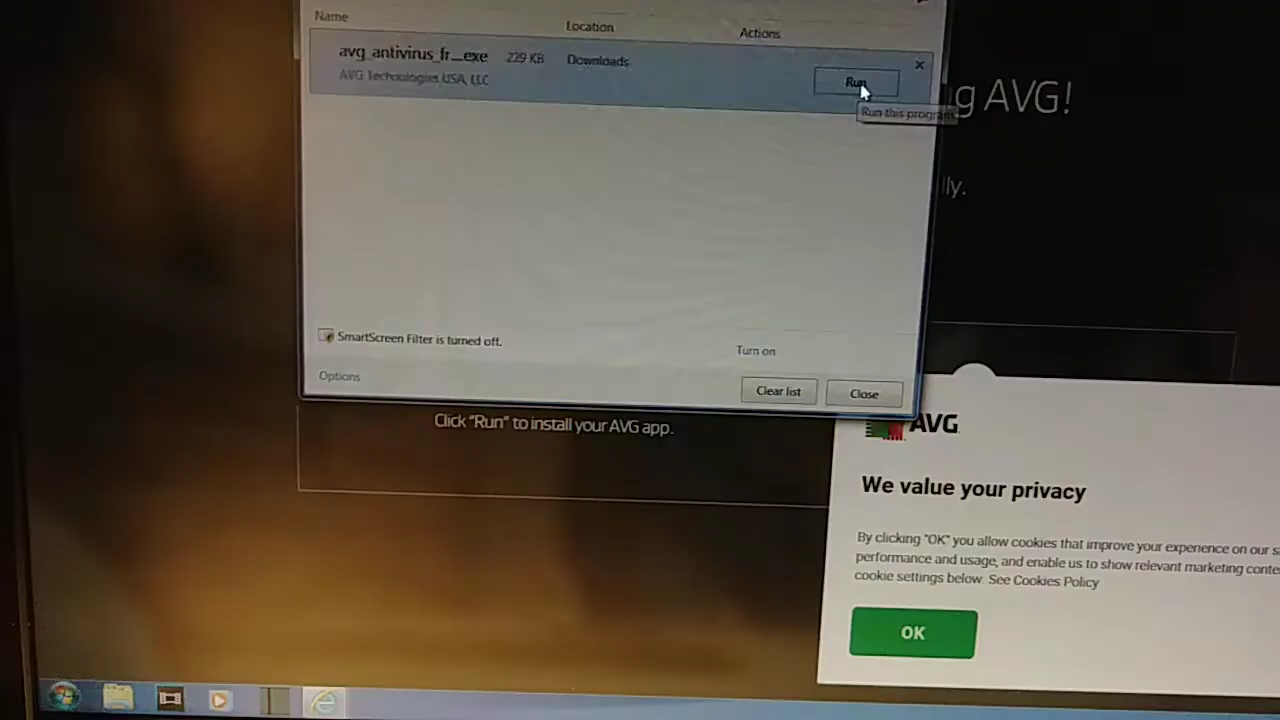 Name Location Actions
avg_antivirus_fr....exe 229 KB Downloads
AVG Technologies USA, LLC
Run
Run this program
g AVG!
lly.
SmartScreen Filter is turned off. Turn on
Options
Clear list Close
Click "Run" to install your AVG app.
AVG
We value your privacy
By clicking "OK" you allow cookies that improve your experience on our s
performance and usage, and enable us to show relevant marketing conte
cookie settings below. See Cookies Policy
OK